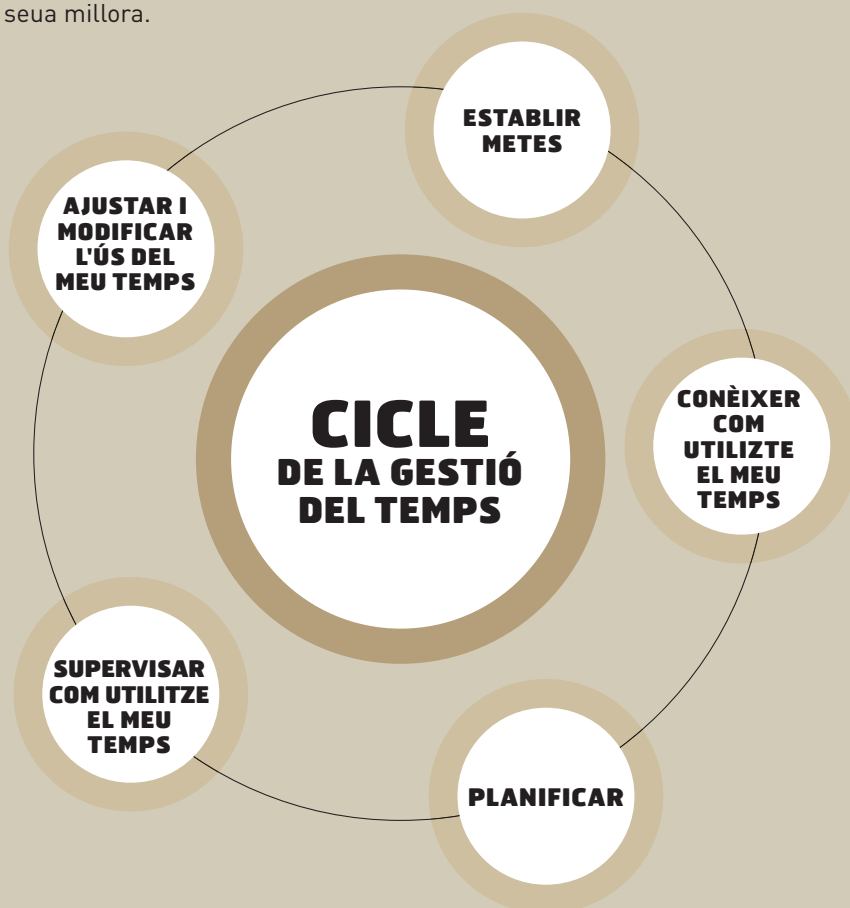 seua millora.
ESTABLIR
METES
CONÈIXER
COM
UTILIZTE
EL MEU
TEMPS
PLANIFICAR
SUPERVISAR
COM UTILITZE
EL MEU
TEMPS
AJUSTAR I
MODIFICAR
L'ÚS DEL
MEU TEMPS
CICLE
DE LA GESTIÓ
DEL TEMPS